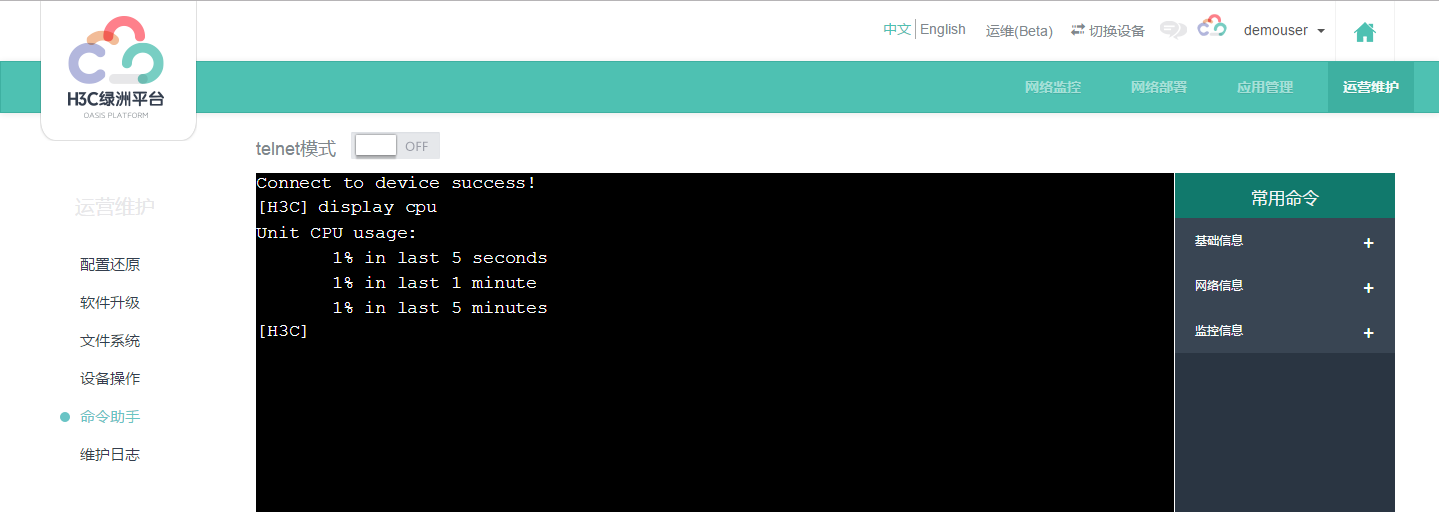 中文 English 运维(Beta) 切换设备 demouser
H3C绿洲平台
OASIS PLATFORM
网络监控 网络部署 应用管理 运营维护
telnet模式 OFF
运营维护
配置还原
软件升级
文件系统
设备操作
命令助手
维护日志
Connect to device success!
[H3C] display cpu
Unit CPU usage:
1% in last 5 seconds
1% in last 1 minute
1% in last 5 minutes
[H3C]
常用命令
基础信息 +
网络信息 +
监控信息 +